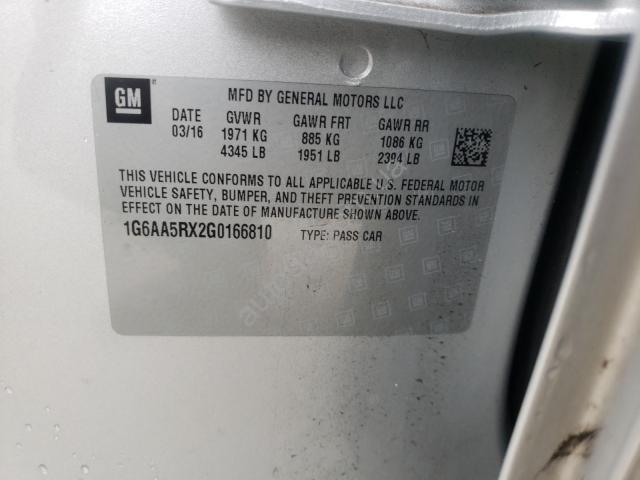 GM
MFD BY GENERAL MOTORS LLC
DATE GVWR GAWR FRT GAWR RR
03/16 1971 KG 885 KG 1086 KG
4345 LB 1951 LB 2394 LB
THIS VEHICLE CONFORMS TO ALL APPLICABLE U.S. FEDERAL MOTOR
VEHICLE SAFETY, BUMPER, AND THEFT PREVENTION STANDARDS IN
EFFECT ON THE DATE OF MANUFACTURE SHOWN ABOVE.
1G6AA5RX2G0166810 TYPE: PASS CAR